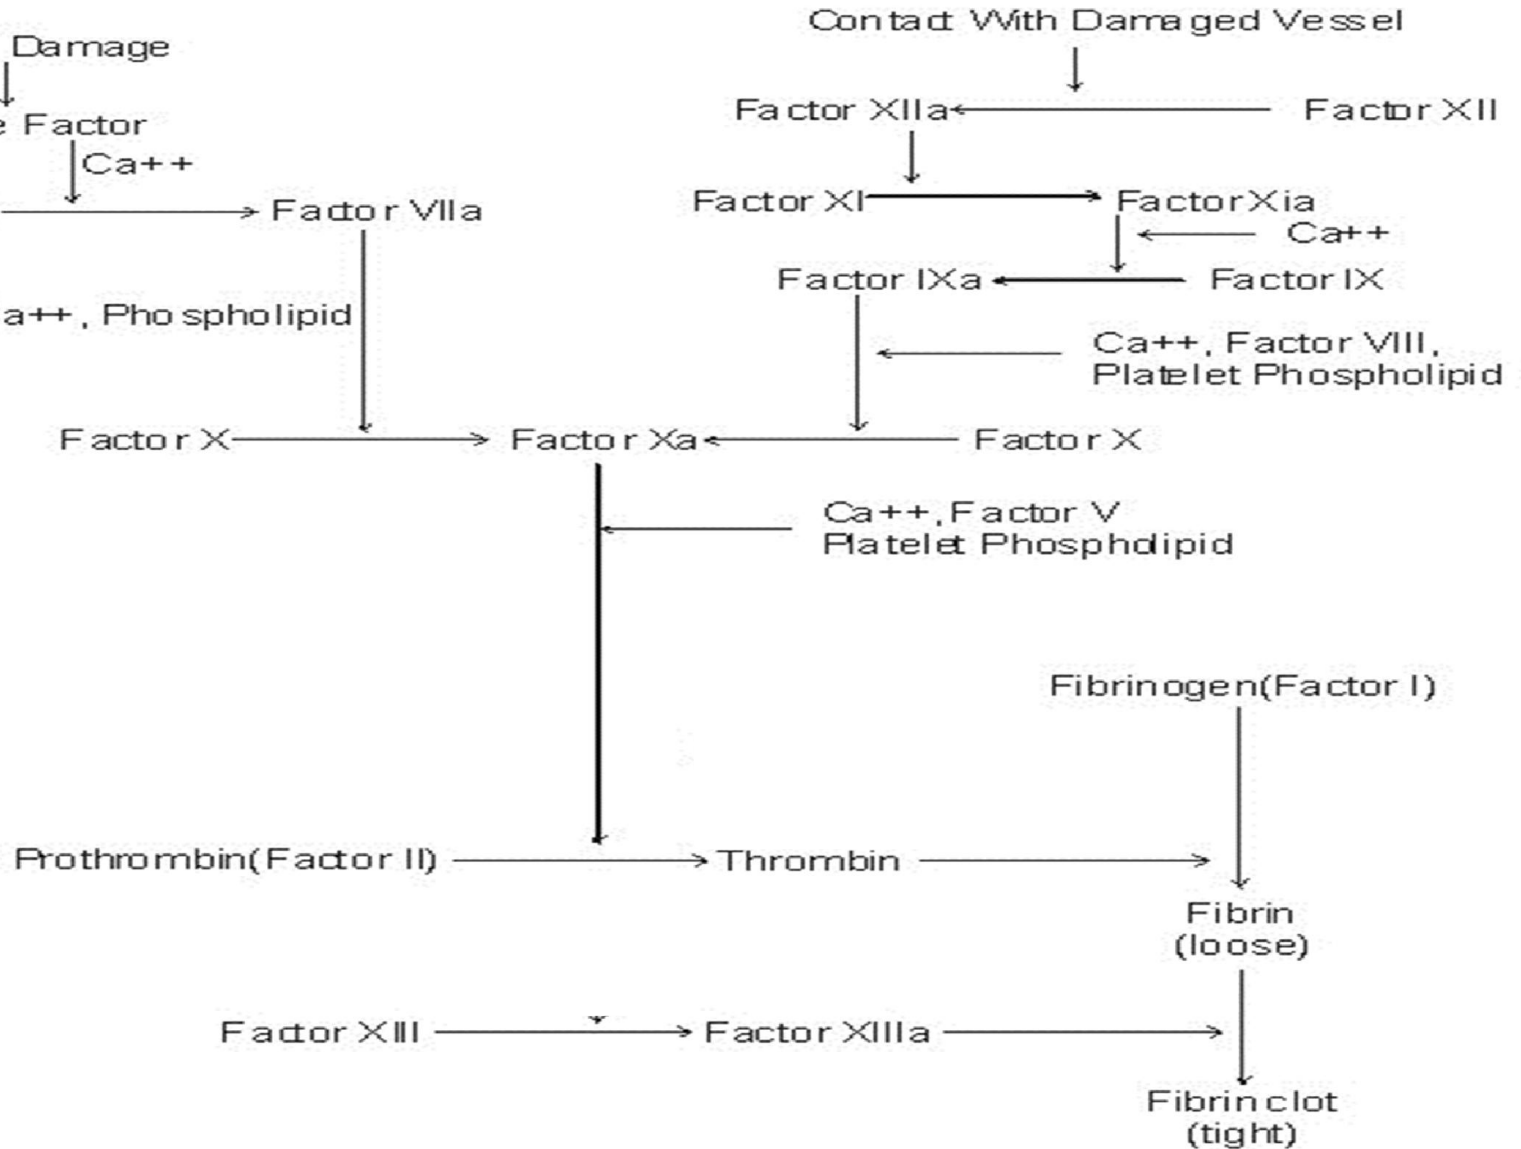 Contact With Damaged Vessel
Damage
Factor XIIa
Factor XII
Factor
Ca++
Factor XI
Factor Xia
Factor VIIa
Ca++
Factor IXa
Factor IX
a++, Phospholipid
Ca++, Factor VIII,
Platelet Phospholipid
Factor X
Factor Xa
Factor X
Ca++, Factor V
Platelet Phospholipid
Fibrinogen(Factor I)
Prothrombin(Factor II)
Thrombin
Fibrin
(loose)
Factor XIII
Factor XIIIa
Fibrin clot
(tight)